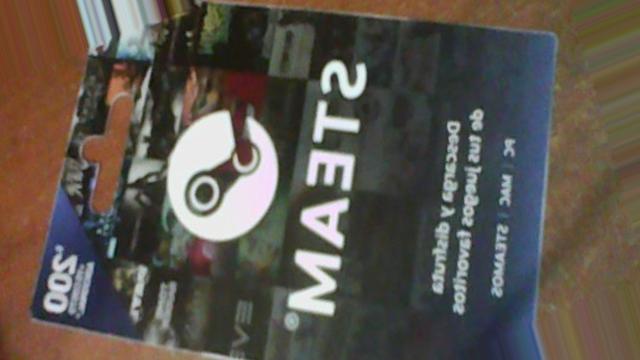 $200
STEAM®
Descarga y disfruta
de tus juegos favoritos
PC | MAC | STEAMOS